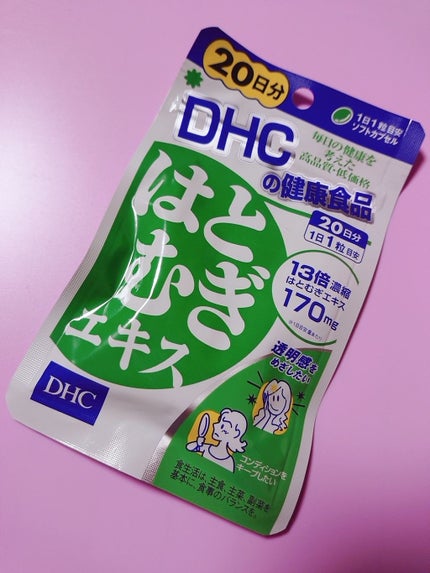 20日分
1日1粒目安
ソフトカプセル
DHC
の健康食品
毎日の健康を
考えた
高品質・低価格
20日分
1日1粒目安
はとむぎ
エキス
13倍濃縮
はとむぎエキス
170mg
透明感を
めざしたい
コンディションを
キープしたい
DHC
食生活は、主食、主菜、副菜を
基本に、食事のバランスを。